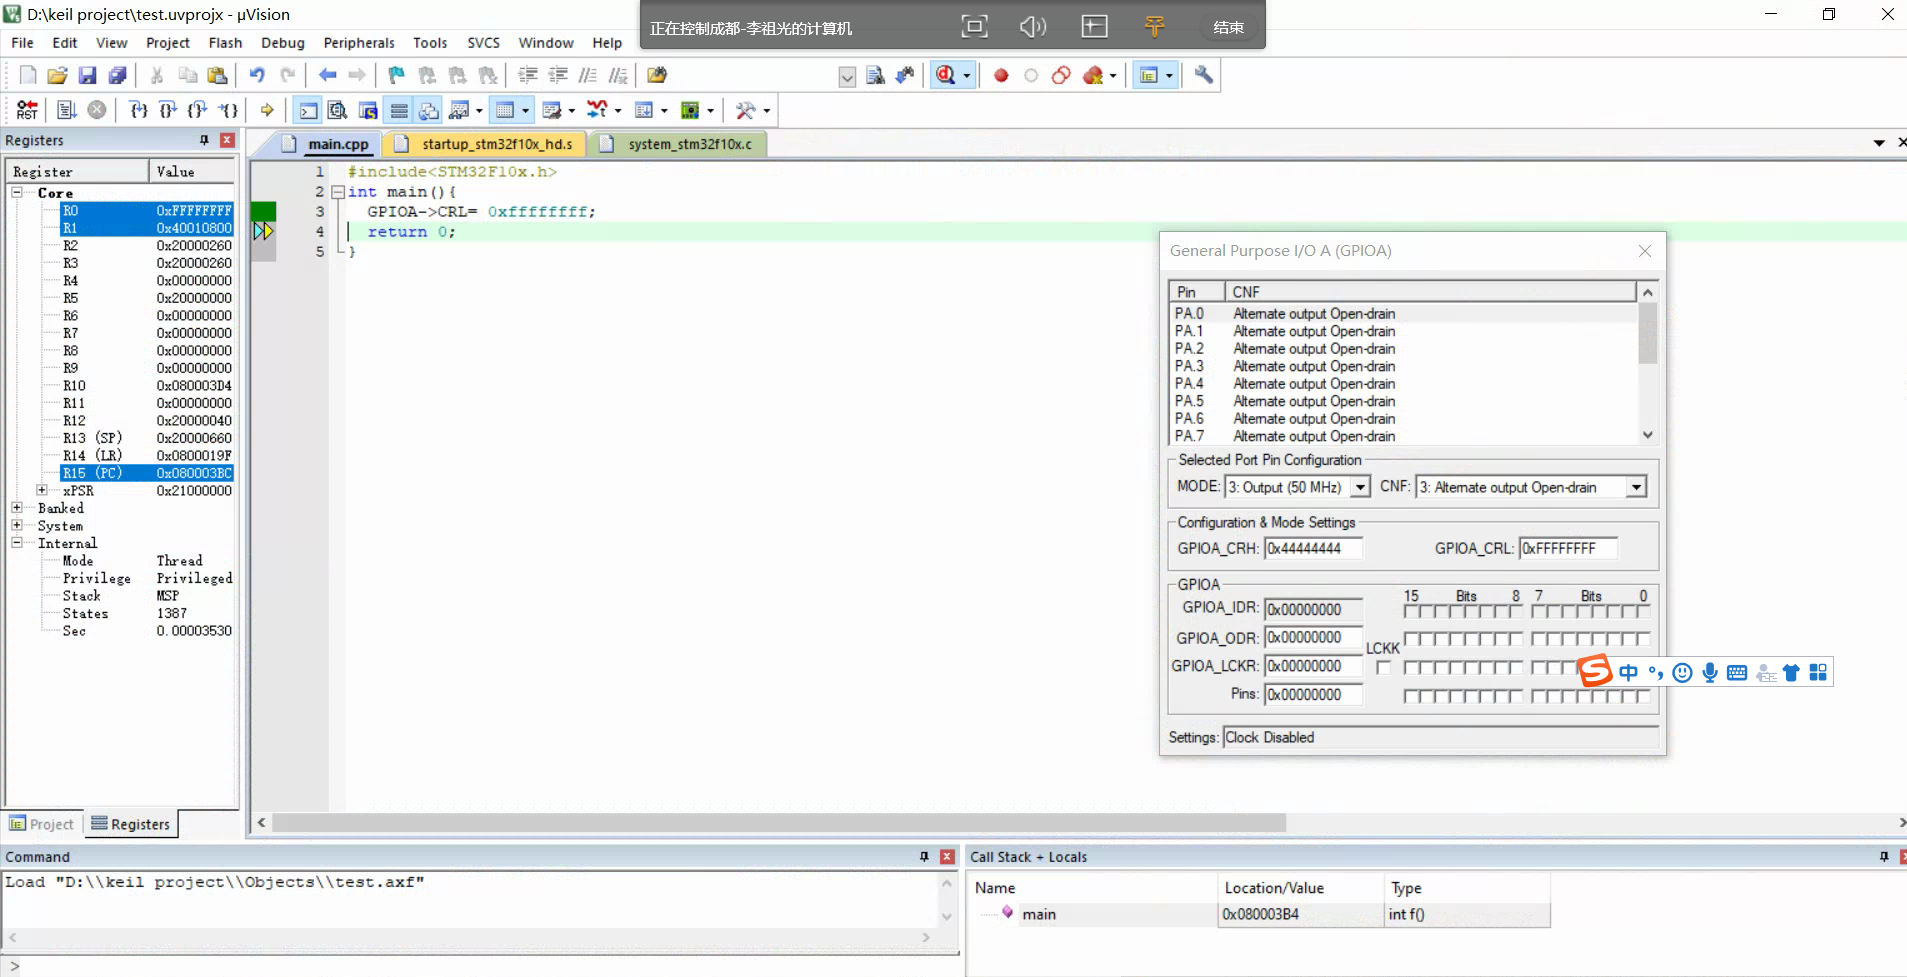 D:\keil project\test.uvprojx - µVision
正在控制成都-李祖光的计算机
结束
File Edit View Project Flash Debug Peripherals Tools SVCS Window Help
RST
Registers
main.cpp
startup_stm32f10x_hd.s
system_stm32f10x.c
Register Value
Core
R0 0xFFFFFFFF
R1 0x40010800
R2 0x20000260
R3 0x20000260
R4 0x00000000
R5 0x20000000
R6 0x00000000
R7 0x00000000
R8 0x00000000
R9 0x00000000
R10 0x080003D4
R11 0x00000000
R12 0x20000040
R13 (SP) 0x20000660
R14 (LR) 0x0800019F
R15 (PC) 0x080003BC
xPSR 0x21000000
Banked
System
Internal
Mode Thread
Privilege Privileged
Stack MSP
States 1387
Sec 0.00003530
Project
Registers
1 #include<STM32F10x.h>
2 int main(){
3 GPIOA->CRL= 0xffffffff;
4 return 0;
5 }
General Purpose I/O A (GPIOA)
Pin CNF
PA.0 Alternate output Open-drain
PA.1 Alternate output Open-drain
PA.2 Alternate output Open-drain
PA.3 Alternate output Open-drain
PA.4 Alternate output Open-drain
PA.5 Alternate output Open-drain
PA.6 Alternate output Open-drain
PA.7 Alternate output Open-drain
Selected Port Pin Configuration
MODE: 3: Output (50 MHz) CNF: 3: Alternate output Open-drain
Configuration & Mode Settings
GPIOA_CRH: 0x44444444 GPIOA_CRL: 0xFFFFFFFF
GPIOA
15 Bits 8 7 Bits 0
GPIOA_IDR: 0x00000000
GPIOA_ODR: 0x00000000
LCKK
GPIOA_LCKR: 0x00000000
Pins: 0x00000000
中
Settings: Clock Disabled
Command
Load "D:\\keil project\\Objects\\test.axf"
>
Call Stack + Locals
Name Location/Value Type
main 0x080003B4 int f()